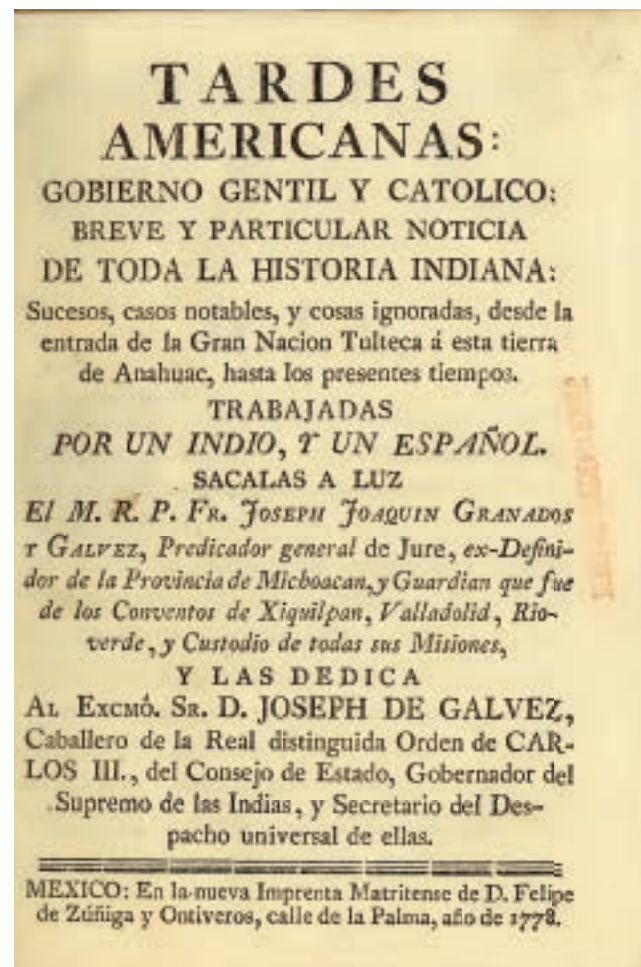 TARDES
AMERICANAS:
GOBIERNO GENTIL Y CATOLICO:
BREVE Y PARTICULAR NOTICIA
DE TODA LA HISTORIA INDIANA:
Sucesos, casos notables, y cosas ignoradas, desde la
entrada de la Gran Nacion Tulteca á esta tierra
de Anahuac, hasta los presentes tiempos.
TRABAJADAS
POR UN INDIO, Y UN ESPAÑOL.
SACALAS A LUZ
El M. R. P. FR. JOSEPH JOAQUIN GRANADOS
Y GALVEZ, Predicador general de Jure, ex-Defini-
dor de la Provincia de Michoacan, y Guardian que fue
de los Conventos de Xiquilpan, Valladolid, Rio-
verde, y Custodio de todas sus Misiones,
Y LAS DEDICA
AL EXCMÔ. SR. D. JOSEPH DE GALVEZ,
Caballero de la Real distinguida Orden de CAR-
LOS III., del Consejo de Estado, Gobernador del
Supremo de las Indias, y Secretario del Des-
pacho universal de ellas.
MEXICO: En la nueva Imprenta Matritense de D. Felipe
de Zúñiga y Ontiveros, calle de la Palma, año de 1778.